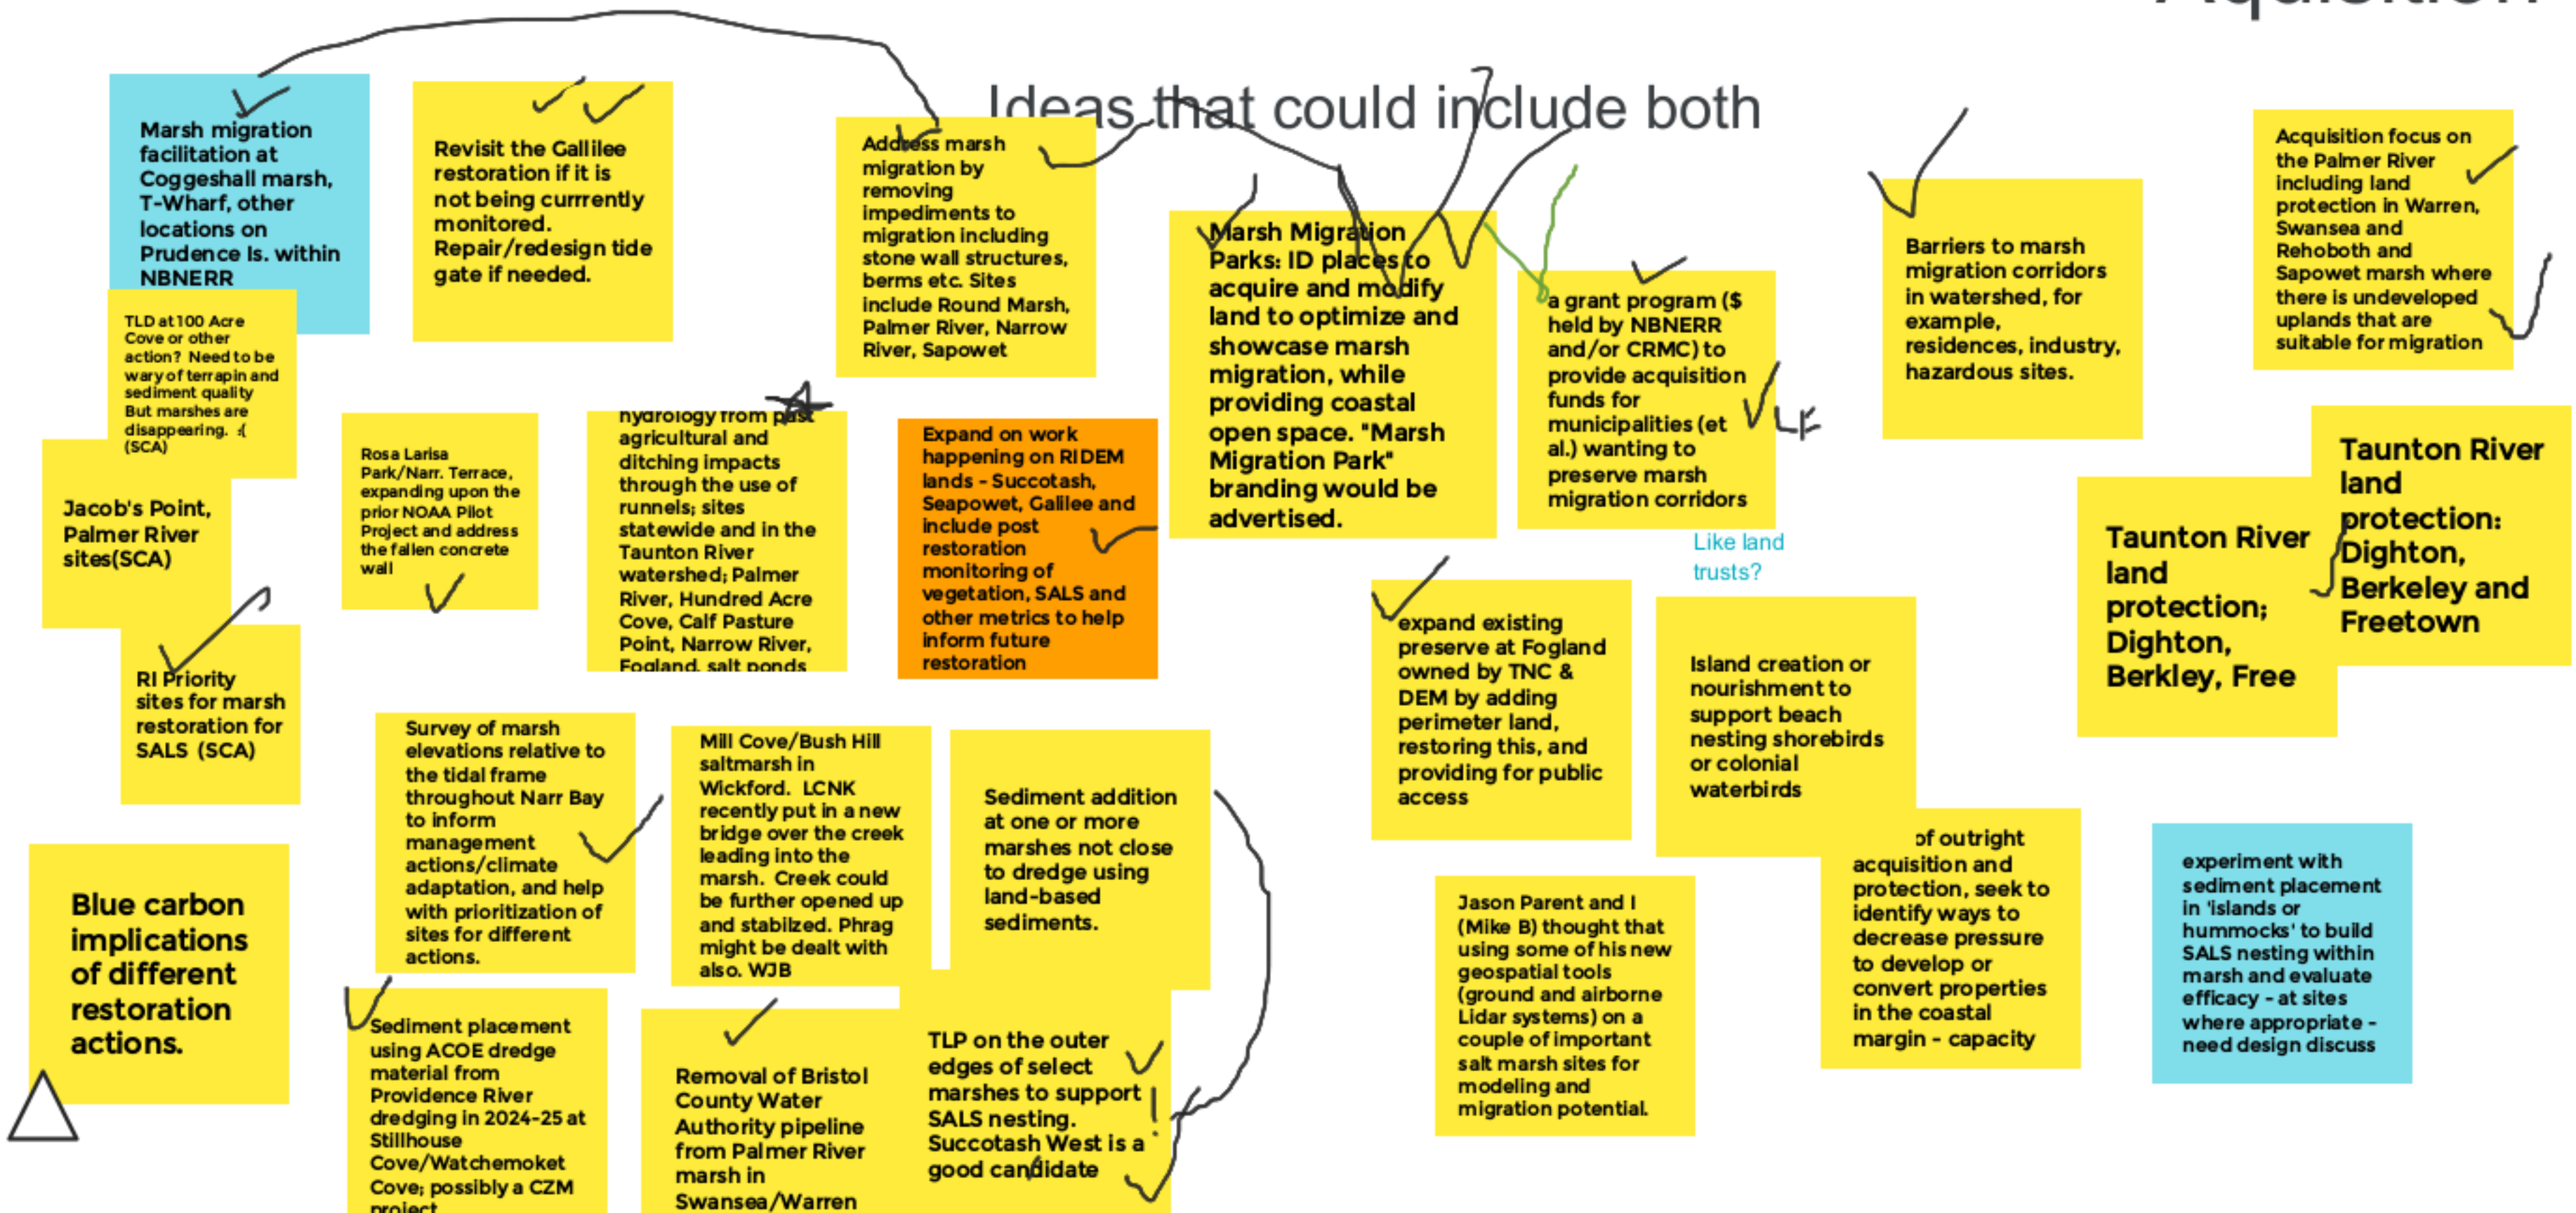 Aquisition
Ideas that could include both
Marsh migration
facilitation at
Coggeshall marsh,
T-Wharf, other
locations on
Prudence Is. within
NBNERR
Revisit the Gallilee
restoration if it is
not being currrently
monitored.
Repair/redesign tide
gate if needed.
Address marsh
migration by
removing
impediments to
migration including
stone wall structures,
berms etc. Sites
include Round Marsh,
Palmer River, Narrow
River, Sapowet
Marsh Migration
Parks: ID places to
acquire and modify
land to optimize and
showcase marsh
migration, while
providing coastal
open space. "Marsh
Migration Park"
branding would be
advertised.
a grant program ($
held by NBNERR
and/or CRMC) to
provide acquisition
funds for
municipalities (et
al.) wanting to
preserve marsh
migration corridors
LF
Like land
trusts?
Barriers to marsh
migration corridors
in watershed, for
example,
residences, industry,
hazardous sites.
Acquisition focus on
the Palmer River
including land
protection in Warren,
Swansea and
Rehoboth and
Sapowet marsh where
there is undeveloped
uplands that are
suitable for migration
TLD at 100 Acre
Cove or other
action? Need to be
wary of terrapin and
sediment quality
But marshes are
disappearing. :(
(SCA)
Jacob's Point,
Palmer River
sites(SCA)
RI Priority
sites for marsh
restoration for
SALS (SCA)
Rosa Larisa
Park/Narr. Terrace,
expanding upon the
prior NOAA Pilot
Project and address
the fallen concrete
wall
hydrology from past
agricultural and
ditching impacts
through the use of
runnels; sites
statewide and in the
Taunton River
watershed; Palmer
River, Hundred Acre
Cove, Calf Pasture
Point, Narrow River,
Fogland, salt ponds
Expand on work
happening on RIDEM
lands - Succotash,
Seapowet, Galilee and
include post
restoration
monitoring of
vegetation, SALS and
other metrics to help
inform future
restoration
expand existing
preserve at Fogland
owned by TNC &
DEM by adding
perimeter land,
restoring this, and
providing for public
access
Island creation or
nourishment to
support beach
nesting shorebirds
or colonial
waterbirds
Taunton River
land
protection;
Dighton,
Berkley, Free
Taunton River
land
protection:
Dighton,
Berkeley and
Freetown
Blue carbon
implications
of different
restoration
actions.
Survey of marsh
elevations relative to
the tidal frame
throughout Narr Bay
to inform
management
actions/climate
adaptation, and help
with prioritization of
sites for different
actions.
Mill Cove/Bush Hill
saltmarsh in
Wickford. LCNK
recently put in a new
bridge over the creek
leading into the
marsh. Creek could
be further opened up
and stabilzed. Phrag
might be dealt with
also. WJB
Sediment addition
at one or more
marshes not close
to dredge using
land-based
sediments.
Sediment placement
using ACOE dredge
material from
Providence River
dredging in 2024-25 at
Stillhouse
Cove/Watchemoket
Cove; possibly a CZM
project
Removal of Bristol
County Water
Authority pipeline
from Palmer River
marsh in
Swansea/Warren
TLP on the outer
edges of select
marshes to support
SALS nesting.
Succotash West is a
good candidate
!
Jason Parent and I
(Mike B) thought that
using some of his new
geospatial tools
(ground and airborne
Lidar systems) on a
couple of important
salt marsh sites for
modeling and
migration potential.
of outright
acquisition and
protection, seek to
identify ways to
decrease pressure
to develop or
convert properties
in the coastal
margin - capacity
experiment with
sediment placement
in 'islands or
hummocks' to build
SALS nesting within
marsh and evaluate
efficacy - at sites
where appropriate -
need design discuss